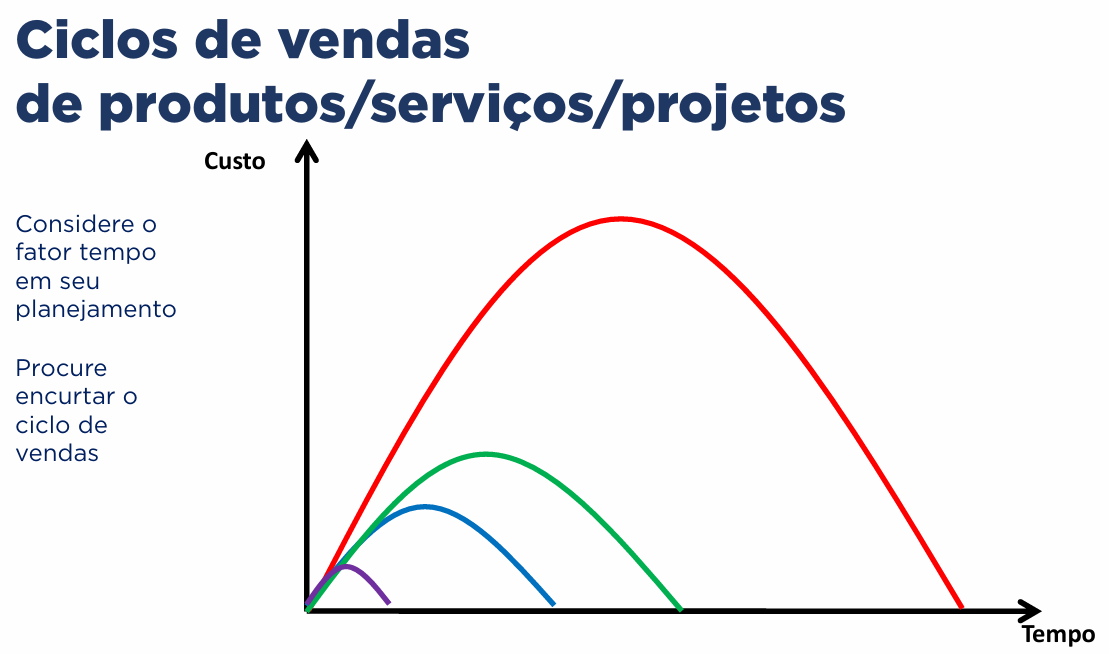 Ciclos de vendas
de produtos/serviços/projetos
Custo
Considere o
fator tempo
em seu
planejamento
Procure
encurtar o
ciclo de
vendas
Tempo